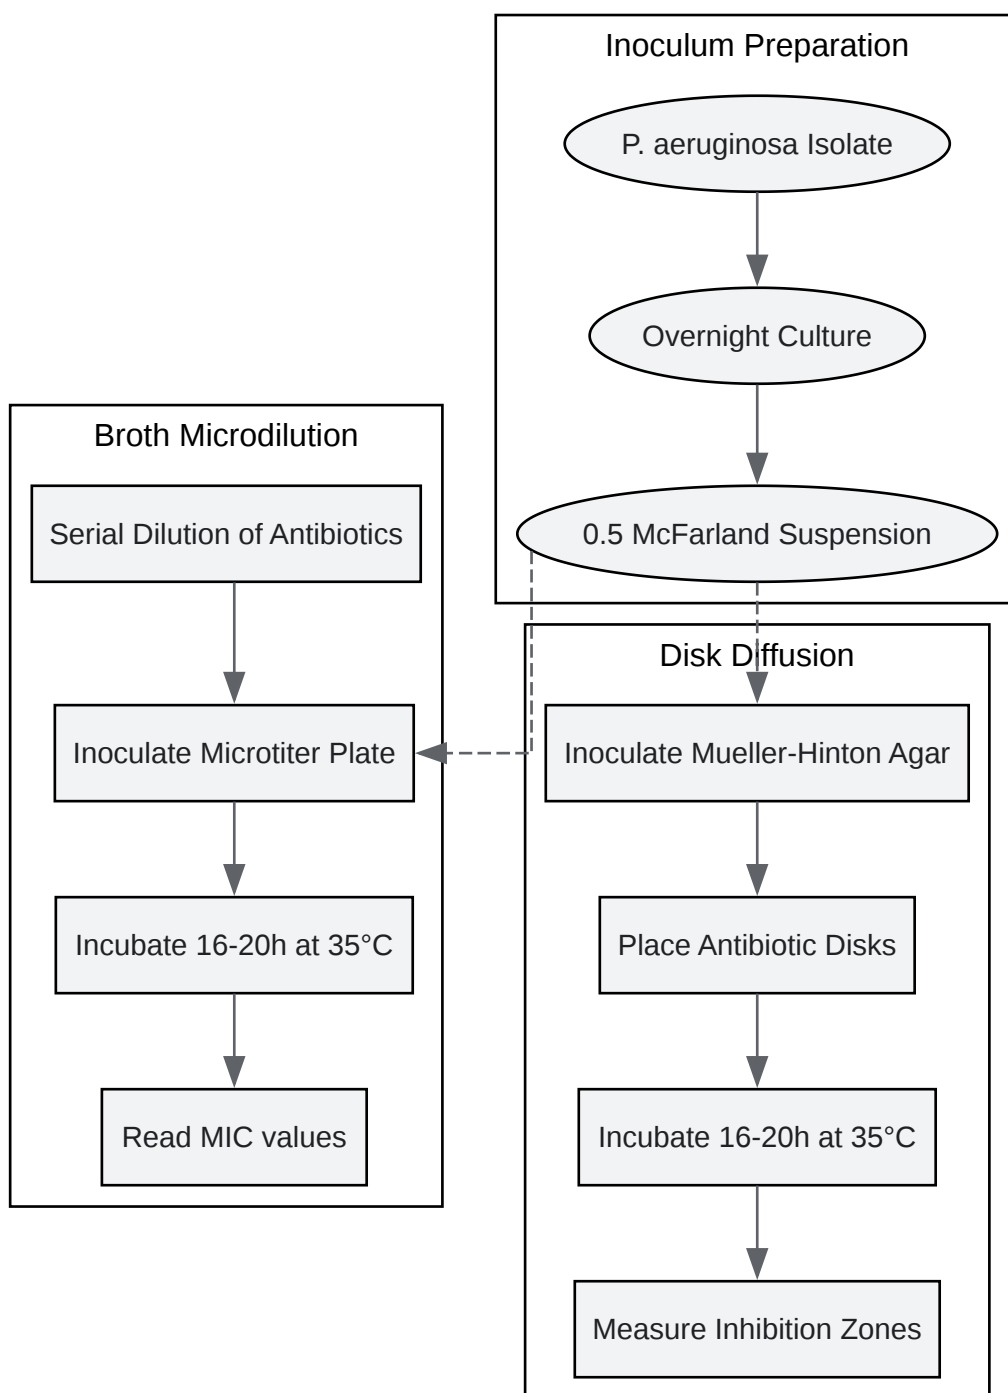 Inoculum Preparation
P. aeruginosa Isolate
Overnight Culture
0.5 McFarland Suspension
Broth Microdilution
Serial Dilution of Antibiotics
Inoculate Microtiter Plate
Incubate 16-20h at 35°C
Read MIC values
Disk Diffusion
Inoculate Mueller-Hinton Agar
Place Antibiotic Disks
Incubate 16-20h at 35°C
Measure Inhibition Zones